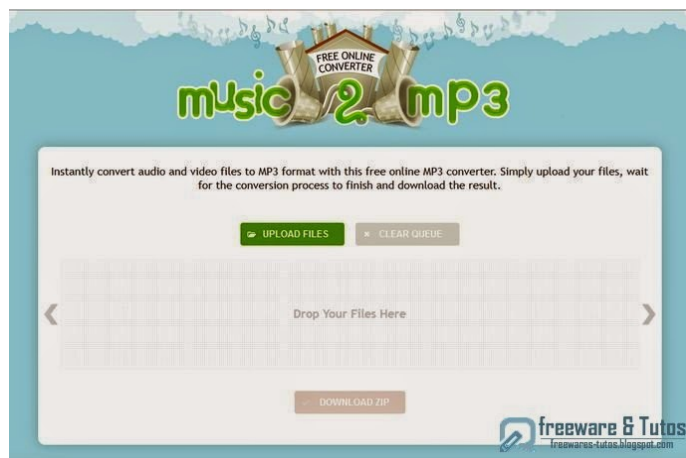 FREE ONLINE
CONVERTER
music 2 mp3
Instantly convert audio and video files to MP3 format with this free online MP3 converter. Simply upload your files, wait
for the conversion process to finish and download the result.
UPLOAD FILES
× CLEAR QUEUE
Drop Your Files Here
DOWNLOAD ZIP
freeware & Tutos
freewares-tutos.blogspot.com